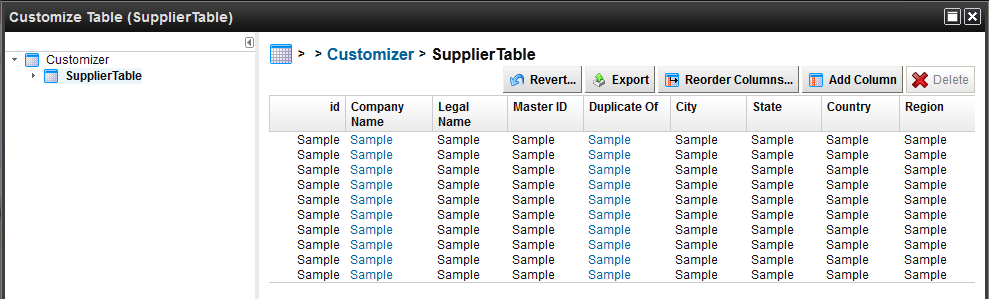 Customize Table (SupplierTable)
Customizer
SupplierTable
> > Customizer > SupplierTable
Revert... Export Reorder Columns... Add Column Delete
id Company Name Legal Name Master ID Duplicate Of City State Country Region
Sample Sample Sample Sample Sample Sample Sample Sample Sample
Sample Sample Sample Sample Sample Sample Sample Sample Sample
Sample Sample Sample Sample Sample Sample Sample Sample Sample
Sample Sample Sample Sample Sample Sample Sample Sample Sample
Sample Sample Sample Sample Sample Sample Sample Sample Sample
Sample Sample Sample Sample Sample Sample Sample Sample Sample
Sample Sample Sample Sample Sample Sample Sample Sample Sample
Sample Sample Sample Sample Sample Sample Sample Sample Sample
Sample Sample Sample Sample Sample Sample Sample Sample Sample
Sample Sample Sample Sample Sample Sample Sample Sample Sample